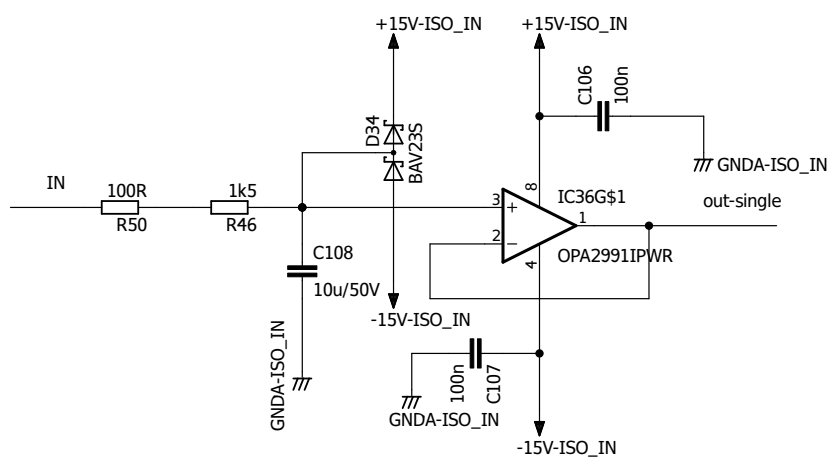 +15V-ISO_IN
+15V-ISO_IN
C106
100n
D34
BAV23S
GNDA-ISO_IN
IN
100R
1k5
R50
R46
3
+
2
−
8
4
1
IC36G$1
OPA2991IPWR
out-single
C108
10u/50V
GNDA-ISO_IN
-15V-ISO_IN
100n
C107
GNDA-ISO_IN
-15V-ISO_IN